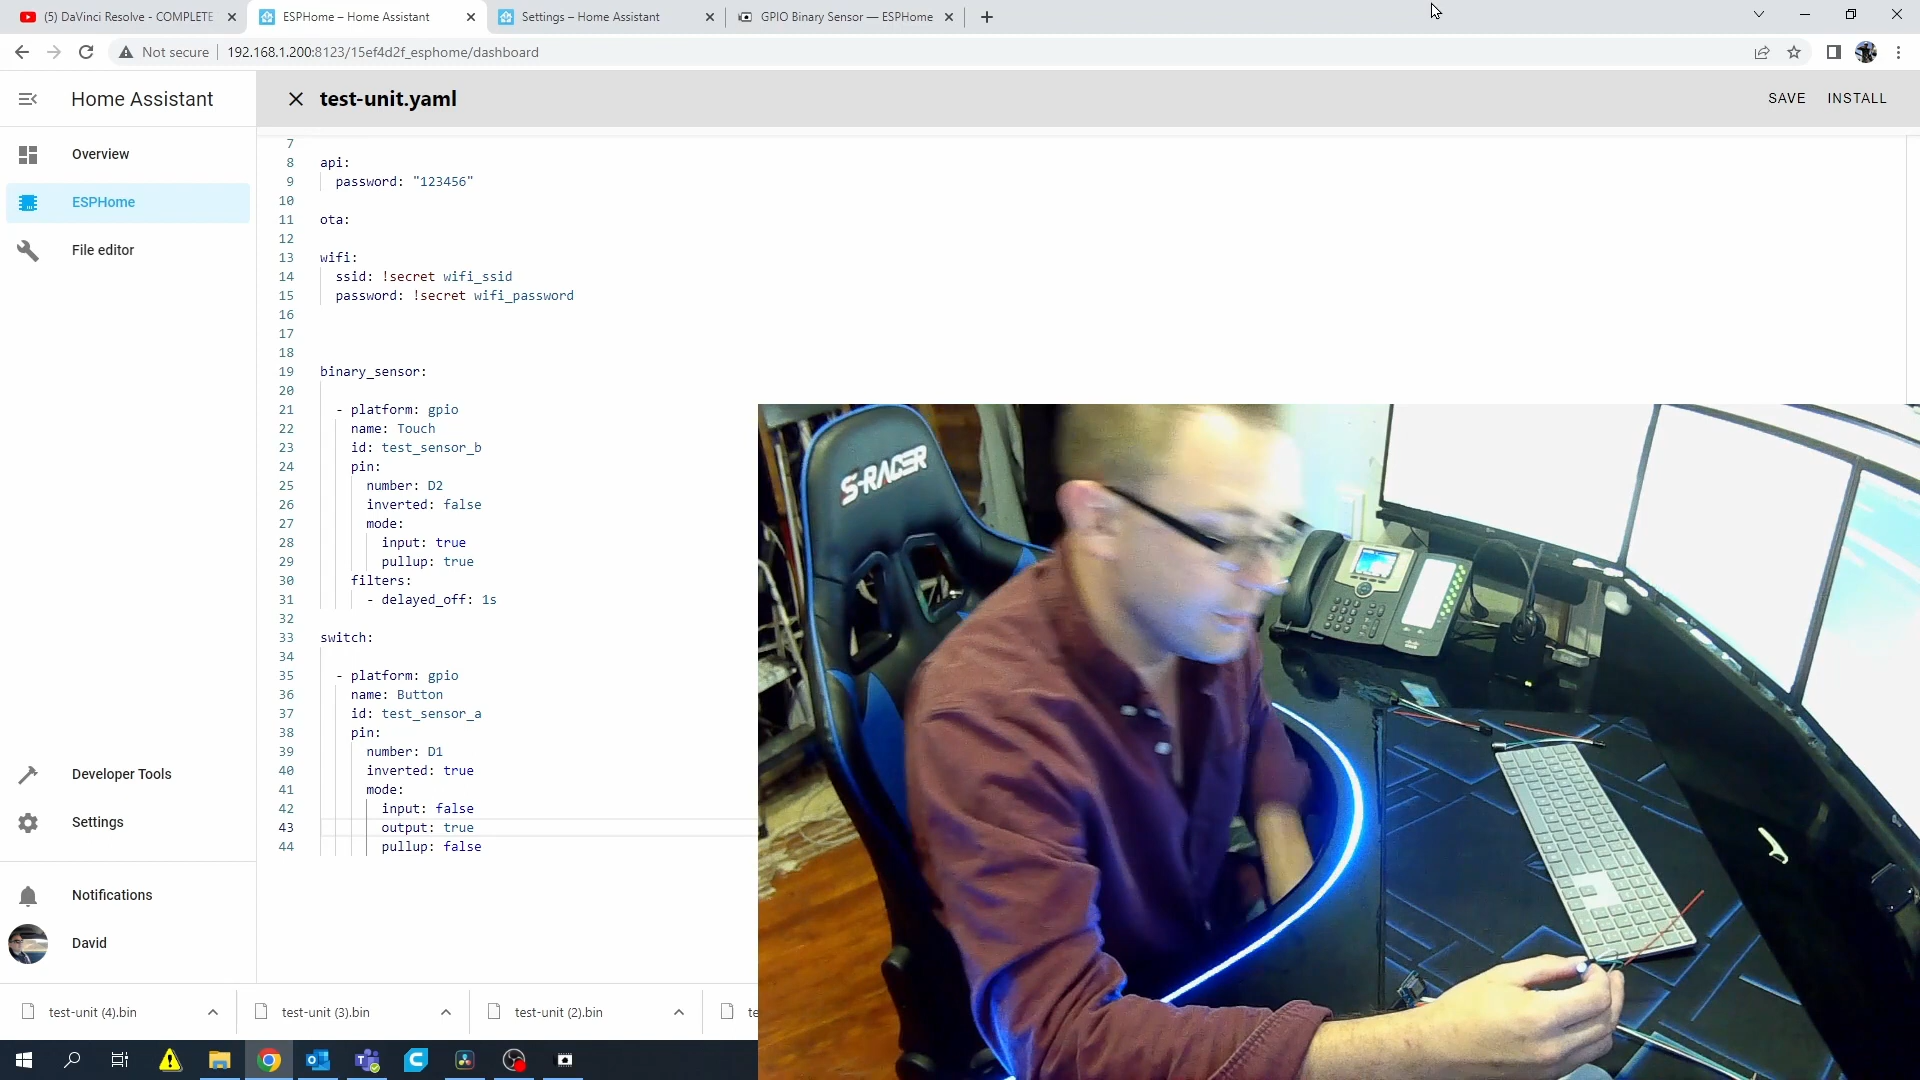 (5) DaVinci Resolve - COMPLETE
ESPHome – Home Assistant
Settings – Home Assistant
GPIO Binary Sensor — ESPHome
Not secure
192.168.1.200:8123/15ef4d2f_esphome/dashboard
Home Assistant
test-unit.yaml
SAVE
INSTALL
Overview
ESPHome
File editor
Developer Tools
Settings
Notifications
David
7
8 api:
9 password: "123456"
10
11 ota:
12
13 wifi:
14 ssid: !secret wifi_ssid
15 password: !secret wifi_password
16
17
18
19 binary_sensor:
20
21 - platform: gpio
22 name: Touch
23 id: test_sensor_b
24 pin:
25 number: D2
26 inverted: false
27 mode:
28 input: true
29 pullup: true
30 filters:
31 - delayed_off: 1s
32
33 switch:
34
35 - platform: gpio
36 name: Button
37 id: test_sensor_a
38 pin:
39 number: D1
40 inverted: true
41 mode:
42 input: false
43 output: true
44 pullup: false
S-RACER
test-unit (4).bin
test-unit (3).bin
test-unit (2).bin
te